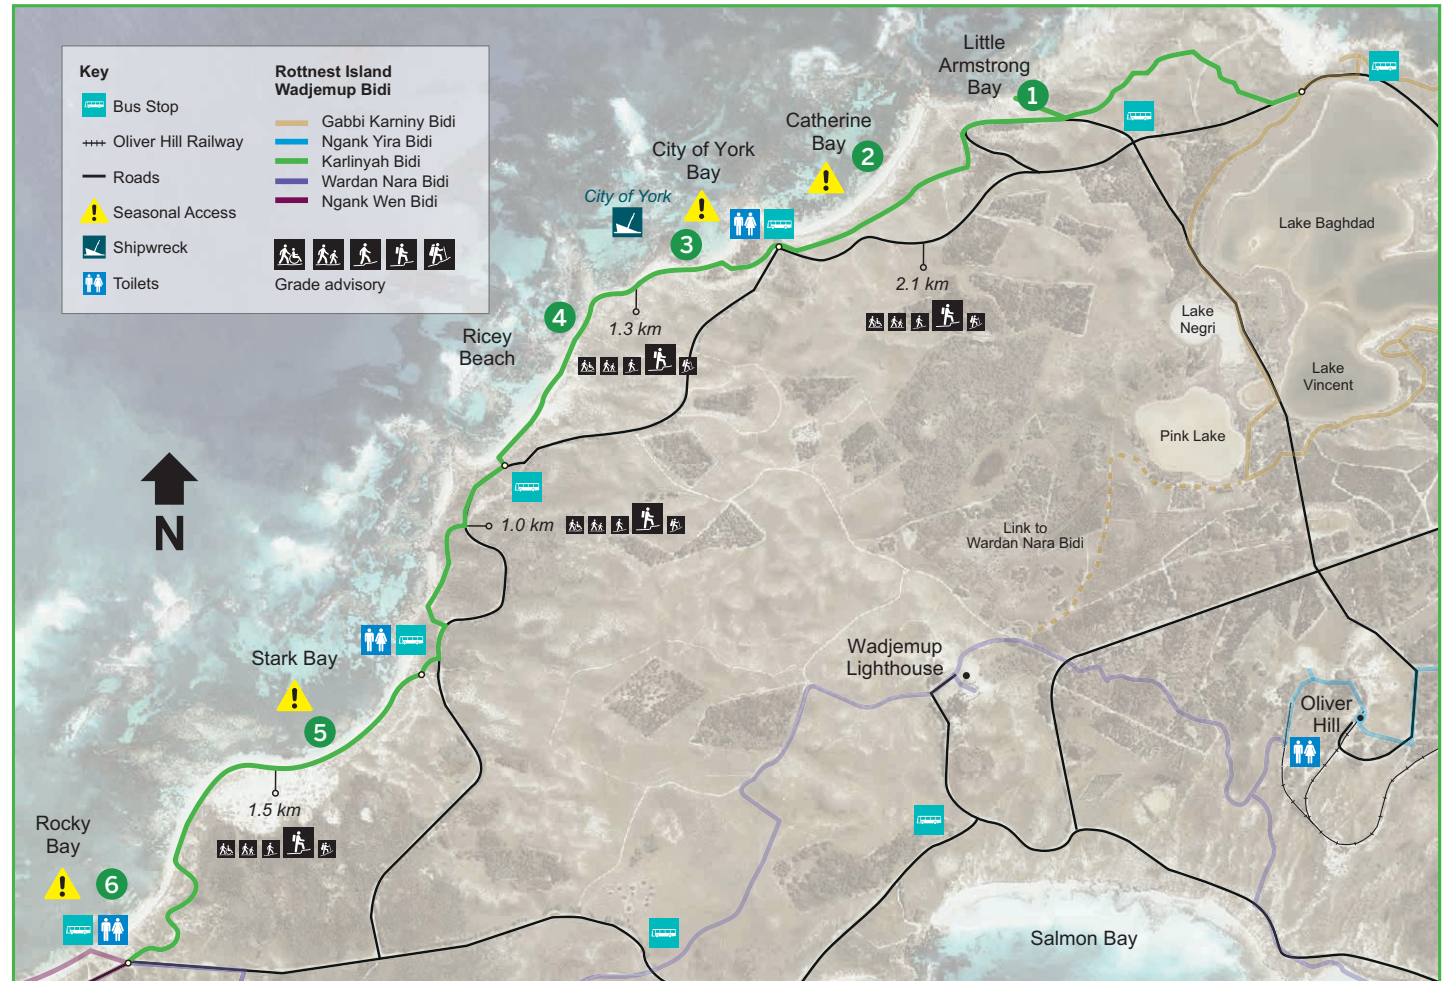 Key
Bus Stop
Oliver Hill Railway
Roads
Seasonal Access
Shipwreck
Toilets
Rottnest Island
Wadjemup Bidi
Gabbi Karniny Bidi
Ngank Yira Bidi
Karlinyah Bidi
Wardan Nara Bidi
Ngank Wen Bidi
Grade advisory
Little
Armstrong
Bay
1
Catherine
Bay
2
City of York
Bay
City of York
3
2.1 km
Lake Baghdad
Lake
Negri
Lake
Vincent
Pink Lake
4
1.3 km
Ricey
Beach
N
1.0 km
Link to
Wardan Nara Bidi
Stark Bay
5
Wadjemup
Lighthouse
Oliver
Hill
1.5 km
Rocky
Bay
6
Salmon Bay